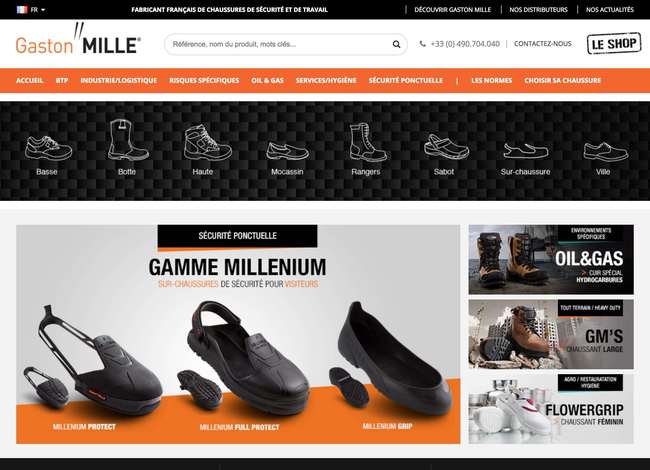 FR
FABRICANT FRANÇAIS DE CHAUSSURES DE SÉCURITÉ ET DE TRAVAIL
DÉCOUVRIR GASTON MILLE
NOS DISTRIBUTEURS
NOS ACTUALITÉS
Gaston MILLE®
Référence, nom du produit, mots clés...
+33 (0) 490.704.040
CONTACTEZ-NOUS
LE SHOP
ACCUEIL
BTP
INDUSTRIE/LOGISTIQUE
RISQUES SPÉCIFIQUES
OIL & GAS
SERVICES/HYGIÈNE
SÉCURITÉ PONCTUELLE
LES NORMES
CHOISIR SA CHAUSSURE
Basse
Botte
Haute
Mocassin
Rangers
Sabot
Sur-chaussure
Ville
SÉCURITÉ PONCTUELLE
GAMME MILLENIUM
SUR-CHAUSSURES DE SÉCURITÉ POUR VISITEURS
MILLENIUM PROTECT
MILLENIUM FULL PROTECT
MILLENIUM GRIP
ENVIRONNEMENTS
SPÉCIFIQUES
OIL&GAS
> CUIR SPÉCIAL
HYDROCARBURES
TOUT TERRAIN / HEAVY DUTY
GM'S
CHAUSSANT LARGE
AGRO / RESTAURATION
HYGIENE
FLOWERGRIP
> CHAUSSANT FÉMININ